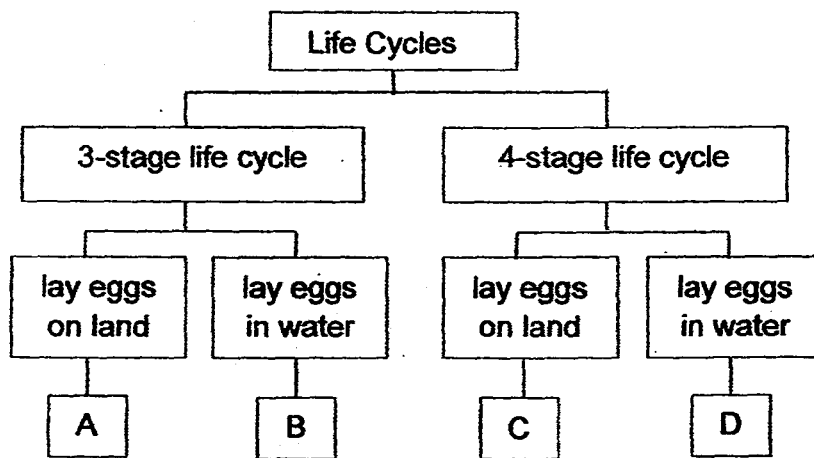 Life Cycles
3-stage life cycle
4-stage life cycle
lay eggs
on land
lay eggs
in water
lay eggs
on land
lay eggs
in water
A
B
C
D